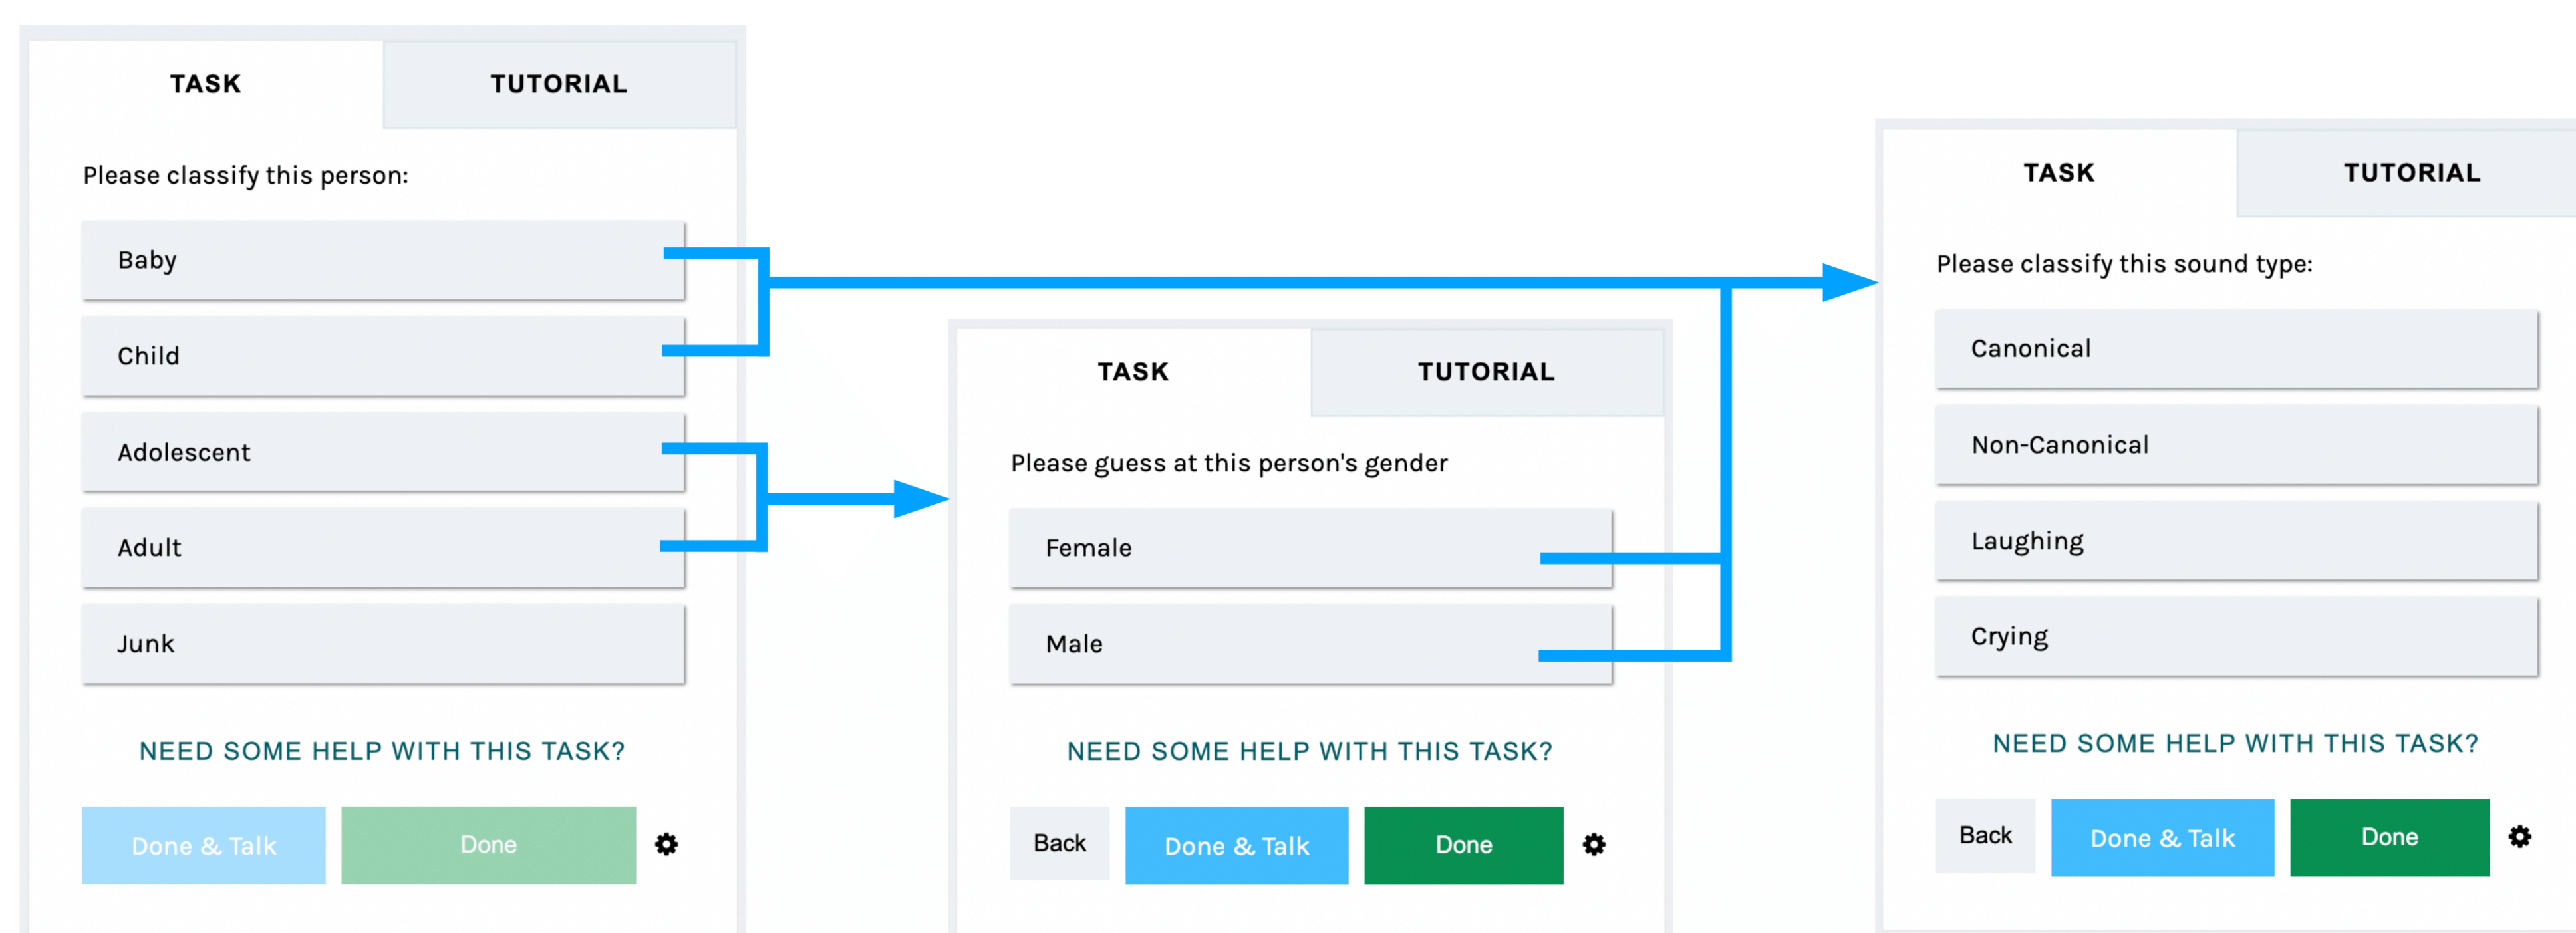 TASK TUTORIAL
Please classify this person:
Baby
Child
Adolescent
Adult
Junk
NEED SOME HELP WITH THIS TASK?
Done & Talk Done
TASK TUTORIAL
Please guess at this person's gender
Female
Male
NEED SOME HELP WITH THIS TASK?
Back Done & Talk Done
TASK TUTORIAL
Please classify this sound type:
Canonical
Non-Canonical
Laughing
Crying
NEED SOME HELP WITH THIS TASK?
Back Done & Talk Done